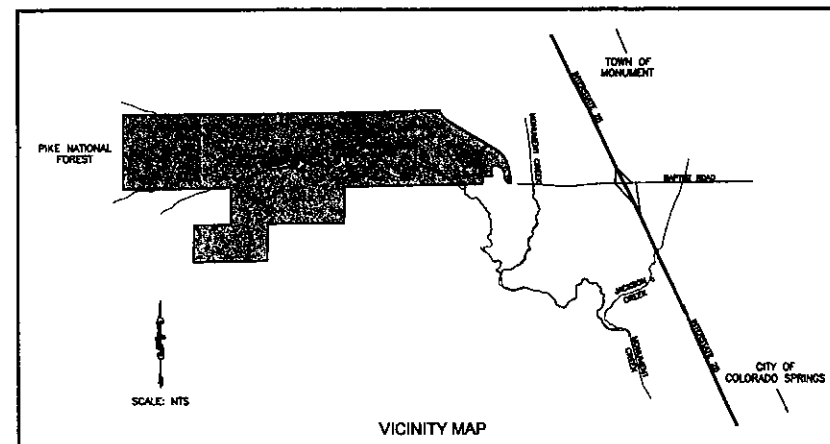 TOWN OF
MONUMENT
INTERSTATE 25
MONUMENT CREEK
PIKE NATIONAL
FOREST
BAPTIST ROAD
JACKSON
CREEK
INTERSTATE 25
MONUMENT
CREEK
CITY OF
COLORADO SPRINGS
SCALE: NTS
VICINITY MAP